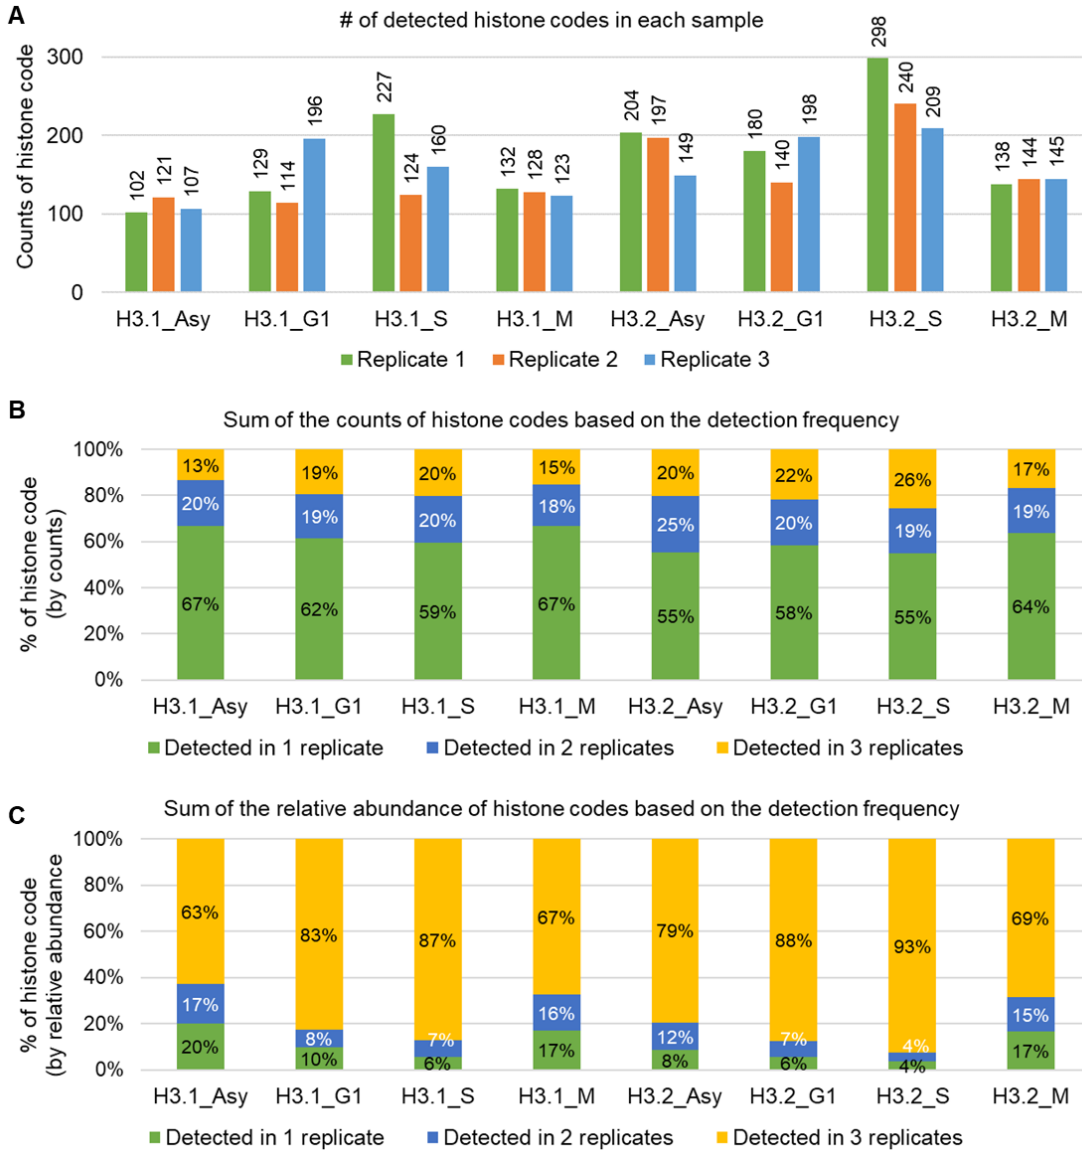 A
# of detected histone codes in each sample
Counts of histone code
300
200
100
0
102 121 107
129 114 196
227 124 160
132 128 123
204 197 149
180 140 198
298 240 209
138 144 145
H3.1_Asy H3.1_G1 H3.1_S H3.1_M H3.2_Asy H3.2_G1 H3.2_S H3.2_M
Replicate 1 Replicate 2 Replicate 3
B
Sum of the counts of histone codes based on the detection frequency
% of histone code
(by counts)
100%
80%
60%
40%
20%
0%
13% 19% 20% 15% 20% 22% 26% 17%
20% 19% 20% 18% 25% 20% 19% 19%
67% 62% 59% 67% 55% 58% 55% 64%
H3.1_Asy H3.1_G1 H3.1_S H3.1_M H3.2_Asy H3.2_G1 H3.2_S H3.2_M
Detected in 1 replicate Detected in 2 replicates Detected in 3 replicates
C
Sum of the relative abundance of histone codes based on the detection frequency
% of histone code
(by relative abundance
100%
80%
60%
40%
20%
0%
63% 83% 87% 67% 79% 88% 93% 69%
17% 8% 7% 16% 12% 7% 4% 15%
20% 10% 6% 17% 8% 6% 4% 17%
H3.1_Asy H3.1_G1 H3.1_S H3.1_M H3.2_Asy H3.2_G1 H3.2_S H3.2_M
Detected in 1 replicate Detected in 2 replicates Detected in 3 replicates